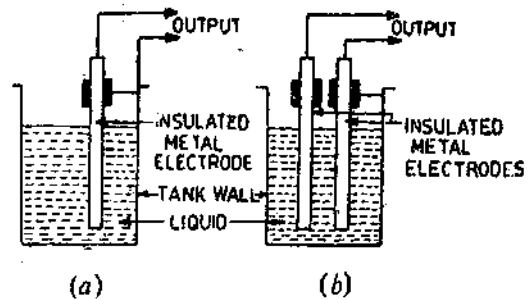 OUTPUT
OUTPUT
INSULATED
METAL
ELECTRODE
INSULATED
METAL
ELECTRODES
TANK WALL
LIQUID
(a)
(b)